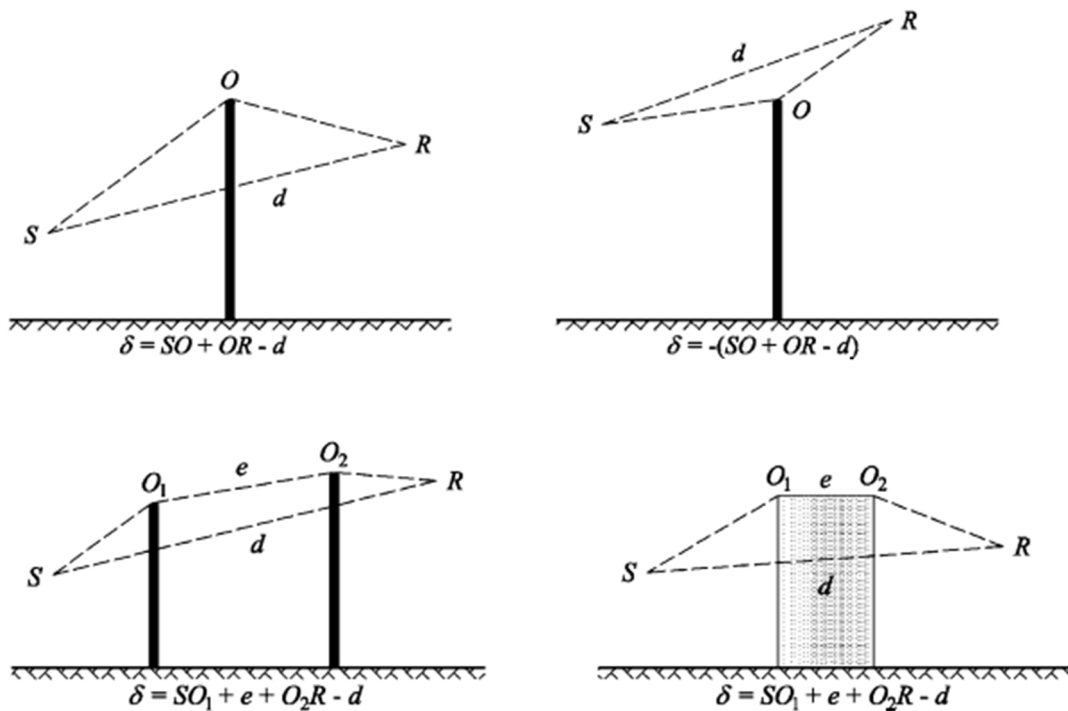 O
S
R
d
δ = SO + OR - d
R
d
S
O
δ = -(SO + OR - d)
O₁
e
O₂
R
S
d
δ = SO₁ + e + O₂R - d
O₁
e
O₂
S
R
d
δ = SO₁ + e + O₂R - d